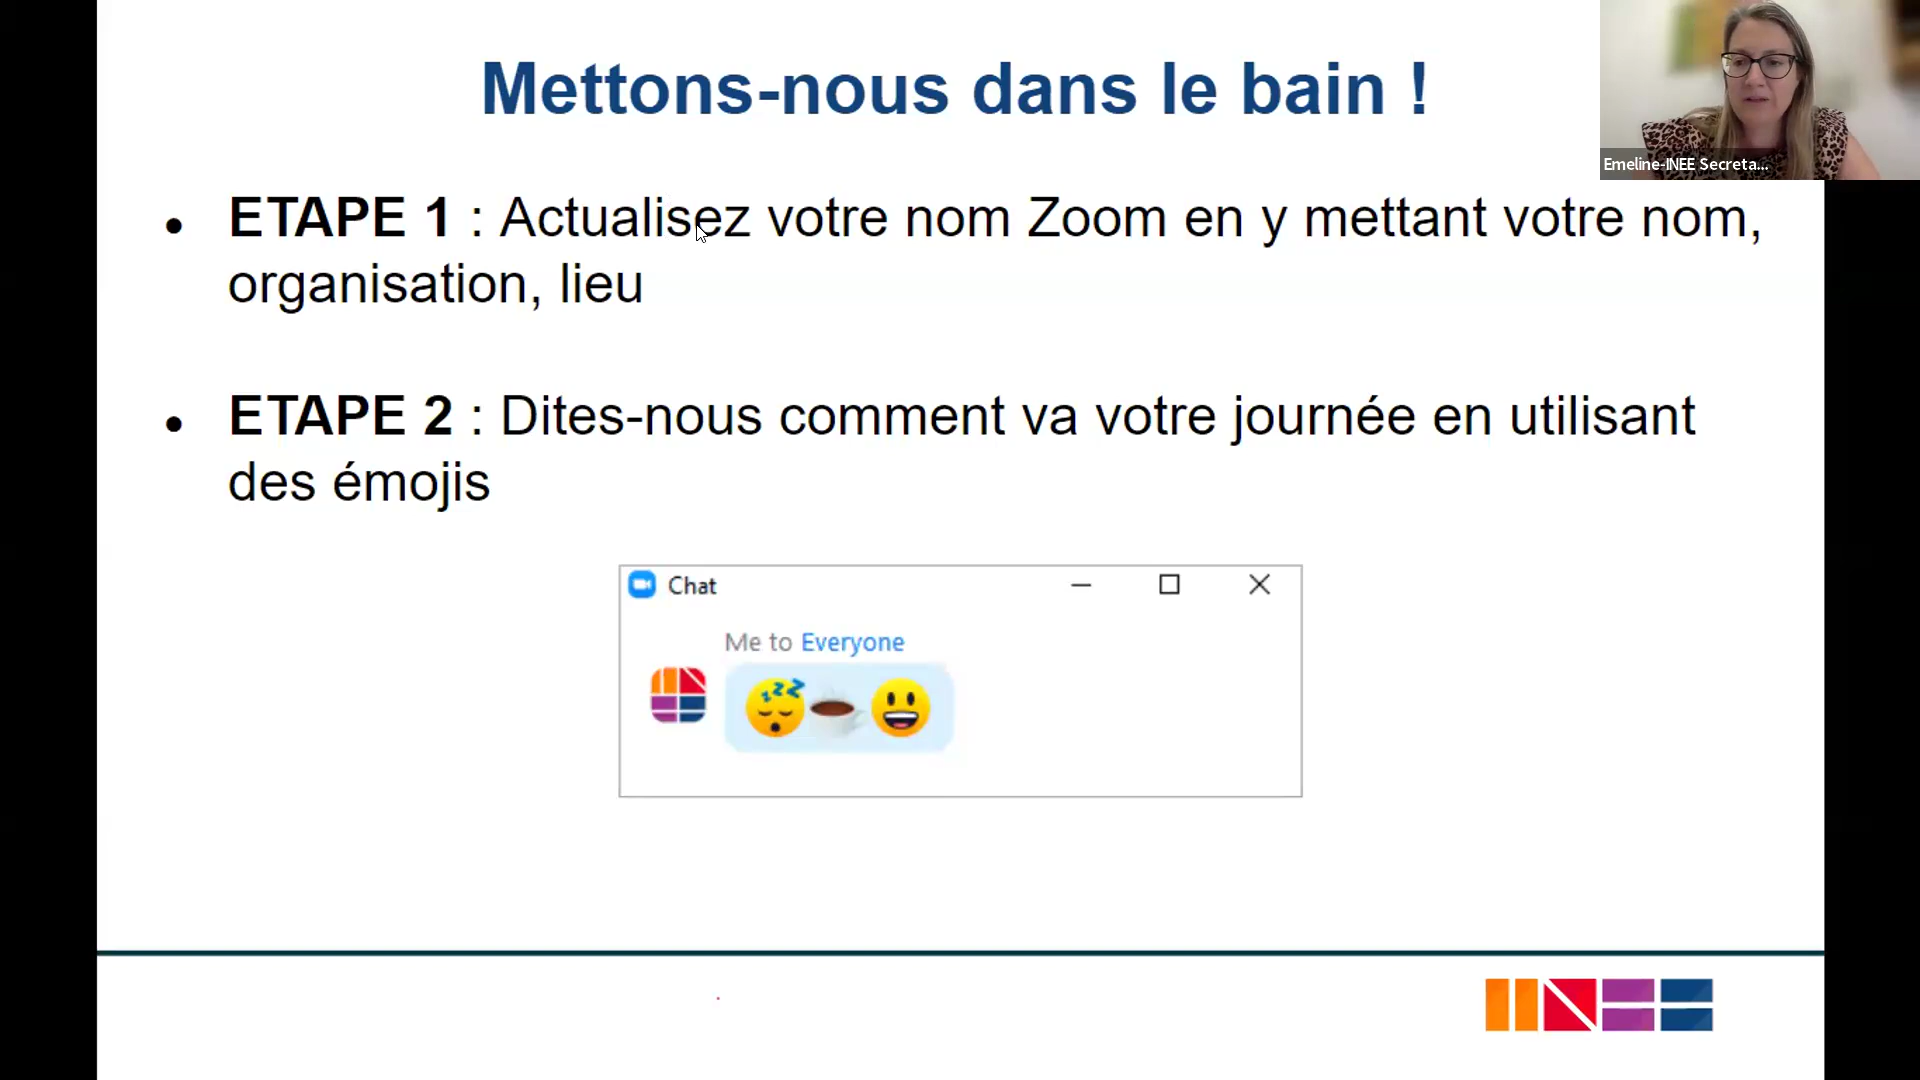 Mettons-nous dans le bain !
Emeline-INEE Secreta...
• ETAPE 1 : Actualisez votre nom Zoom en y mettant votre nom,
organisation, lieu
• ETAPE 2 : Dites-nous comment va votre journée en utilisant
des émojis
Chat
Me to Everyone
INEE